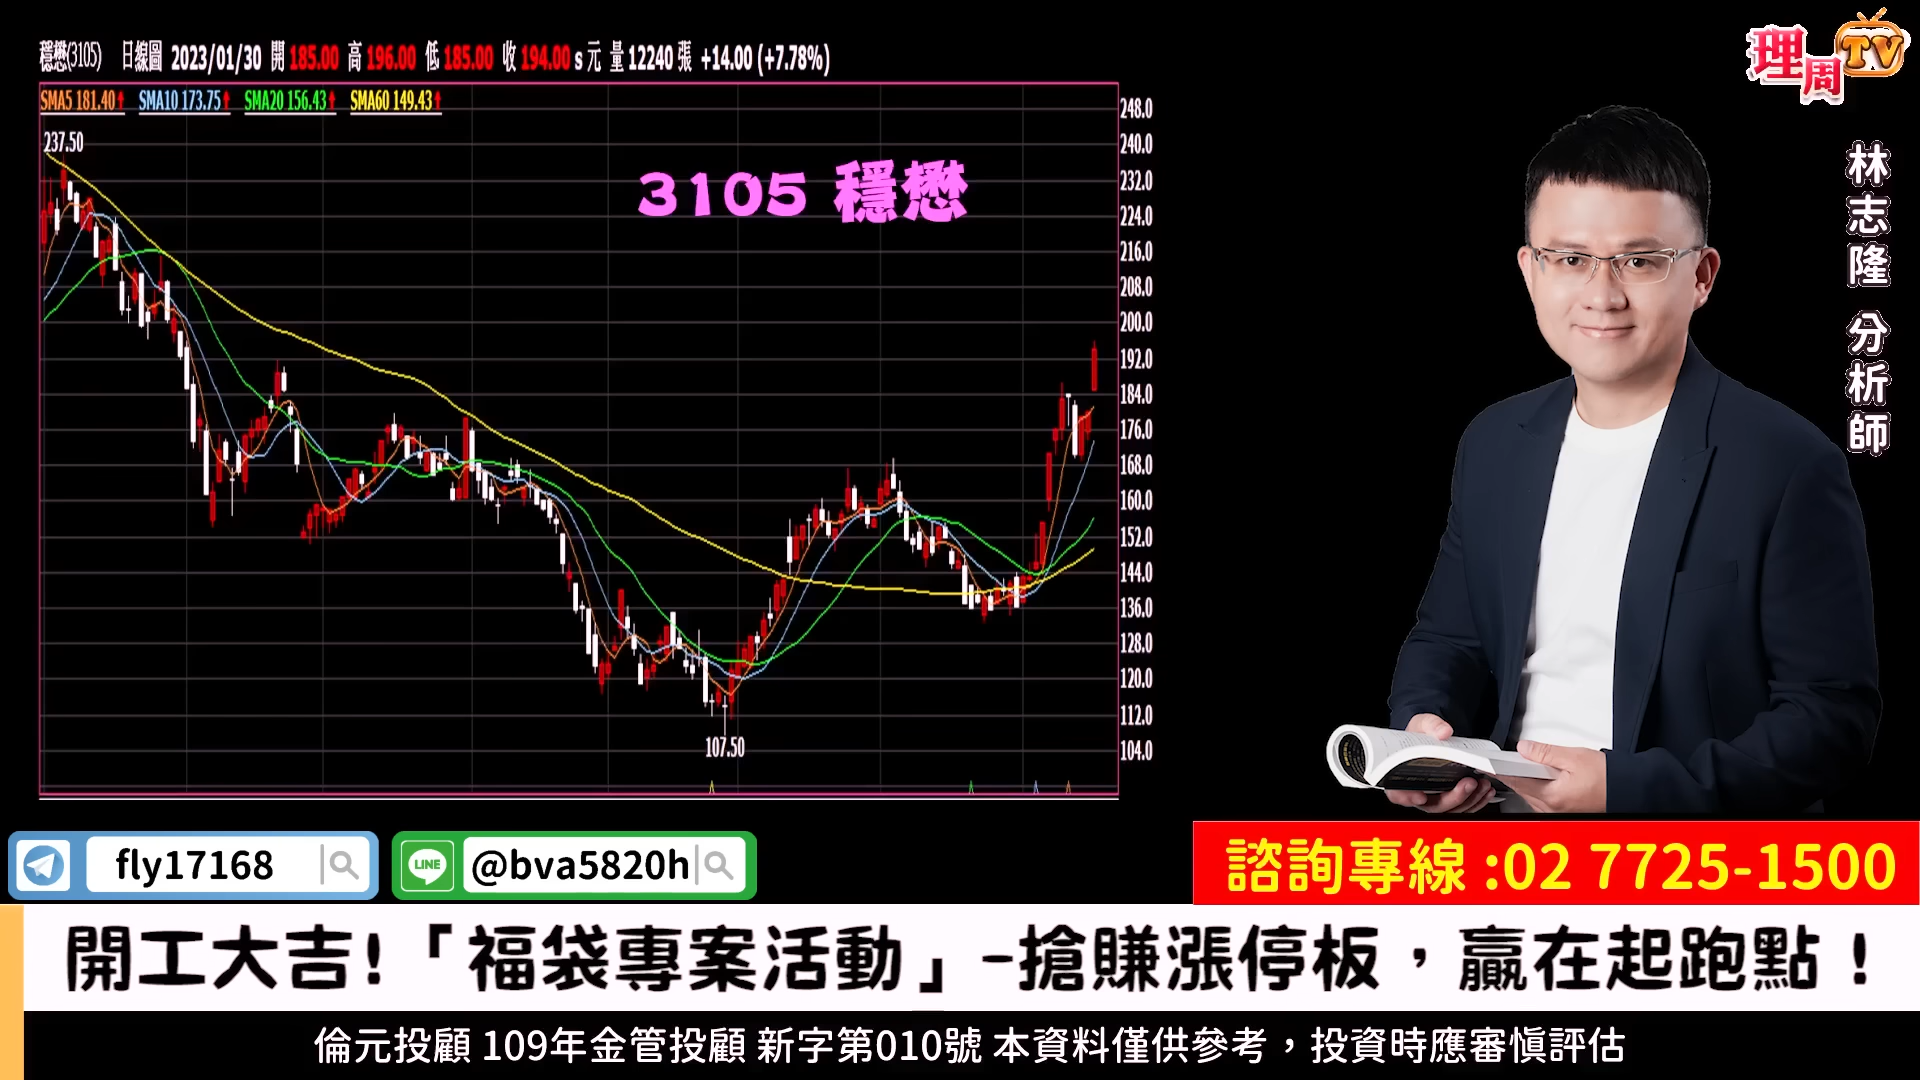 穩懋(3105) 日線圖 2023/01/30 開 185.00 高 196.00 低 185.00 收 194.00 s元 量 12240 張 +14.00 (+7.78%)
SMA5 181.40↑ SMA10 173.75↑ SMA20 156.43↑ SMA60 149.43↑
237.50
3105 穩懋
107.50
248.0
240.0
232.0
224.0
216.0
208.0
200.0
192.0
184.0
176.0
168.0
160.0
152.0
144.0
136.0
128.0
120.0
112.0
104.0
理周TV
林志隆 分析師
fly17168
LINE
@bva5820h
諮詢專線 :02 7725-1500
開工大吉!「福袋專案活動」-搶賺漲停板，贏在起跑點！
倫元投顧 109年金管投顧 新字第010號 本資料僅供參考，投資時應審慎評估